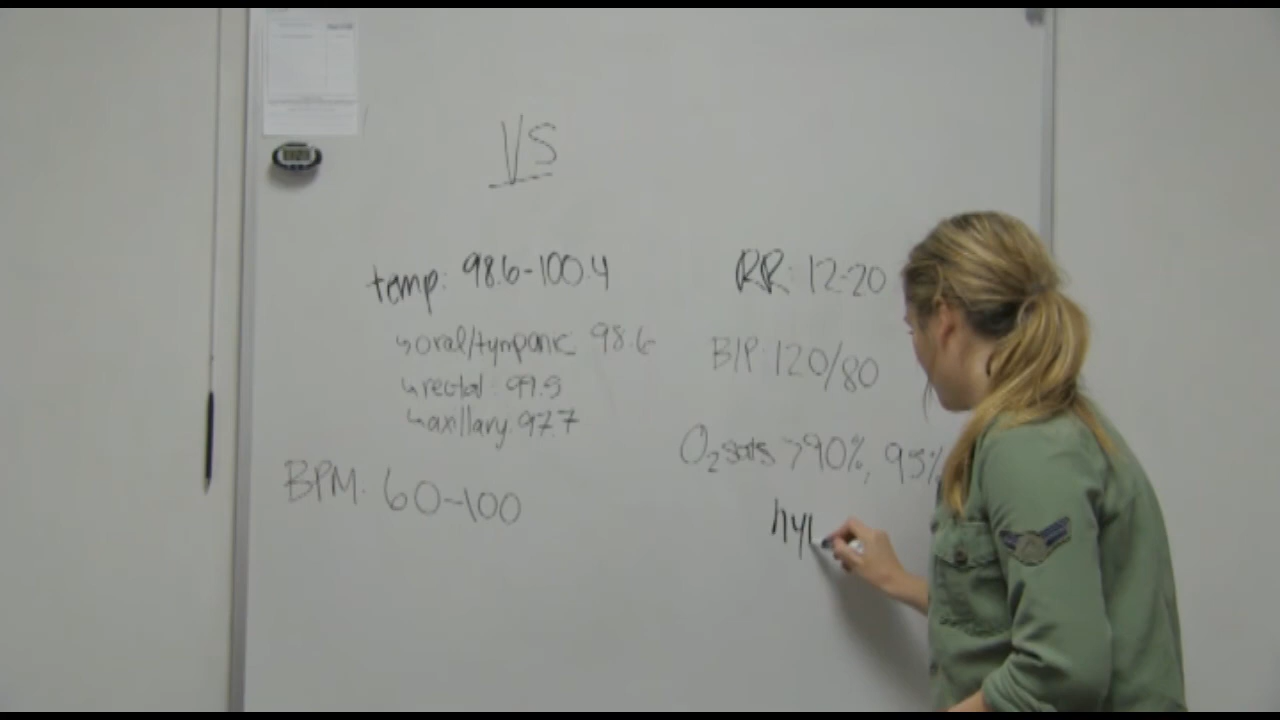 VS
temp: 98.6-100.4
↳oral/tympanic: 98.6
↳rectal: 99.5
↳axillary: 97.7
BPM: 60-100
RR: 12-20
B/P 120/80
O₂ sats >90%, 95%
hy